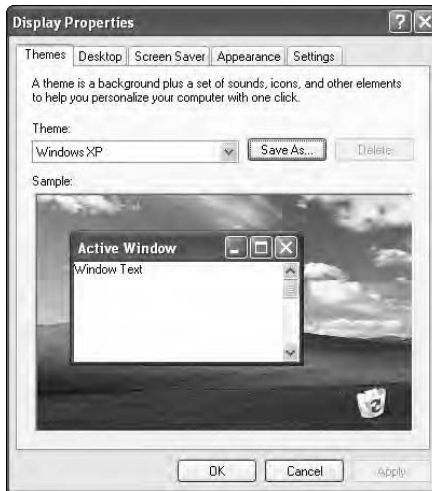 Display Properties
Themes Desktop Screen Saver Appearance Settings
A theme is a background plus a set of sounds, icons, and other elements
to help you personalize your computer with one click.
Theme:
Windows XP Save As... Delete
Sample:
Active Window
Window Text
OK Cancel Apply